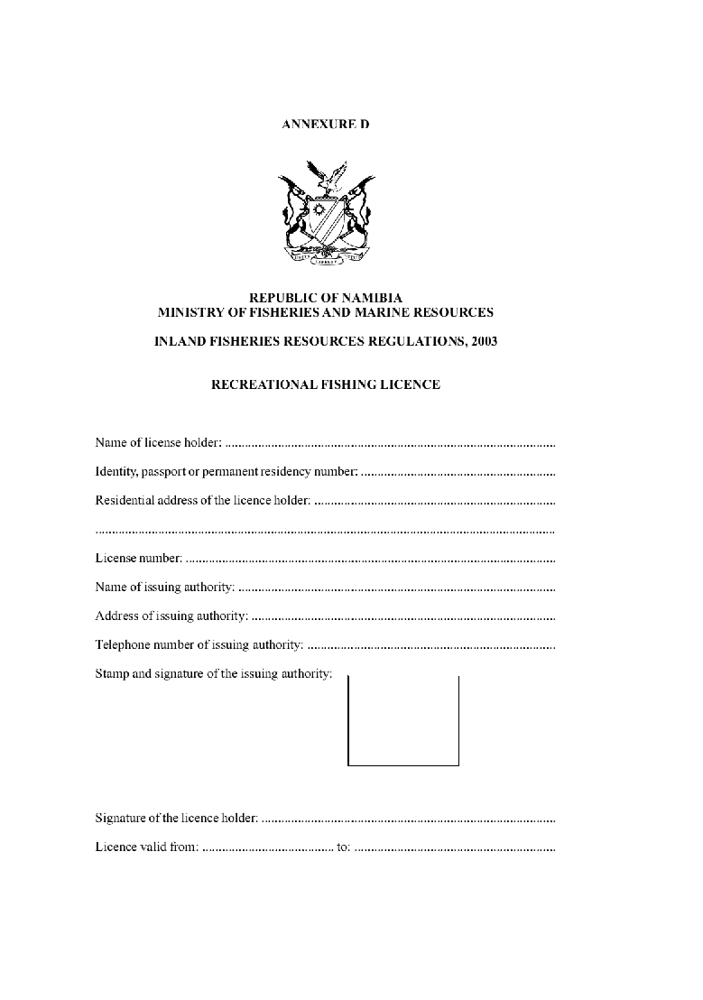 ANNEXURE D
UNITY LIBERTY JUSTICE
REPUBLIC OF NAMIBIA
MINISTRY OF FISHERIES AND MARINE RESOURCES
INLAND FISHERIES RESOURCES REGULATIONS, 2003
RECREATIONAL FISHING LICENCE
Name of license holder: ....................................................................................................
Identity, passport or permanent residency number: ...........................................................
Residential address of the licence holder: .........................................................................
...........................................................................................................................................
License number: ................................................................................................................
Name of issuing authority: ................................................................................................
Address of issuing authority: ............................................................................................
Telephone number of issuing authority: ...........................................................................
Stamp and signature of the issuing authority:
Signature of the licence holder: .........................................................................................
Licence valid from: ........................................ to: .............................................................